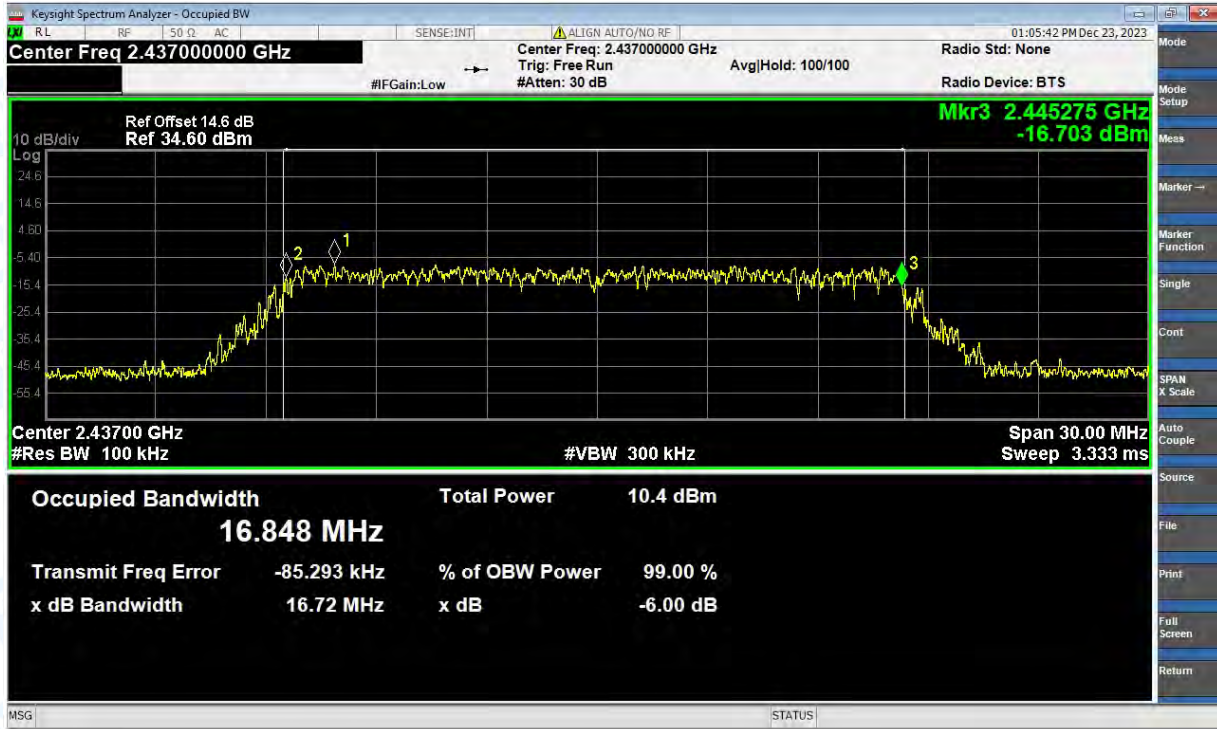 Keysight Spectrum Analyzer - Occupied BW
LXI RL RF 50 Ω AC SENSE:INT ALIGN AUTO/NO RF 01:05:42 PM Dec 23, 2023
Center Freq 2.437000000 GHz
Center Freq: 2.437000000 GHz
Radio Std: None
Trig: Free Run
Avg|Hold: 100/100
#IFGain:Low
#Atten: 30 dB
Radio Device: BTS
Mkr3 2.445275 GHz
-16.703 dBm
Ref Offset 14.6 dB
10 dB/div Ref 34.60 dBm
Log
24.6
14.6
4.60
-5.40
-15.4
-25.4
-35.4
-45.4
-55.4
1
2
3
Center 2.43700 GHz Span 30.00 MHz
#Res BW 100 kHz #VBW 300 kHz Sweep 3.333 ms
Occupied Bandwidth Total Power 10.4 dBm
16.848 MHz
Transmit Freq Error -85.293 kHz % of OBW Power 99.00 %
x dB Bandwidth 16.72 MHz x dB -6.00 dB
MSG STATUS
Mode
Mode
Setup
Meas
Marker→
Marker
Function
Single
Cont
SPAN
X Scale
Auto
Couple
Source
File
Print
Full
Screen
Return